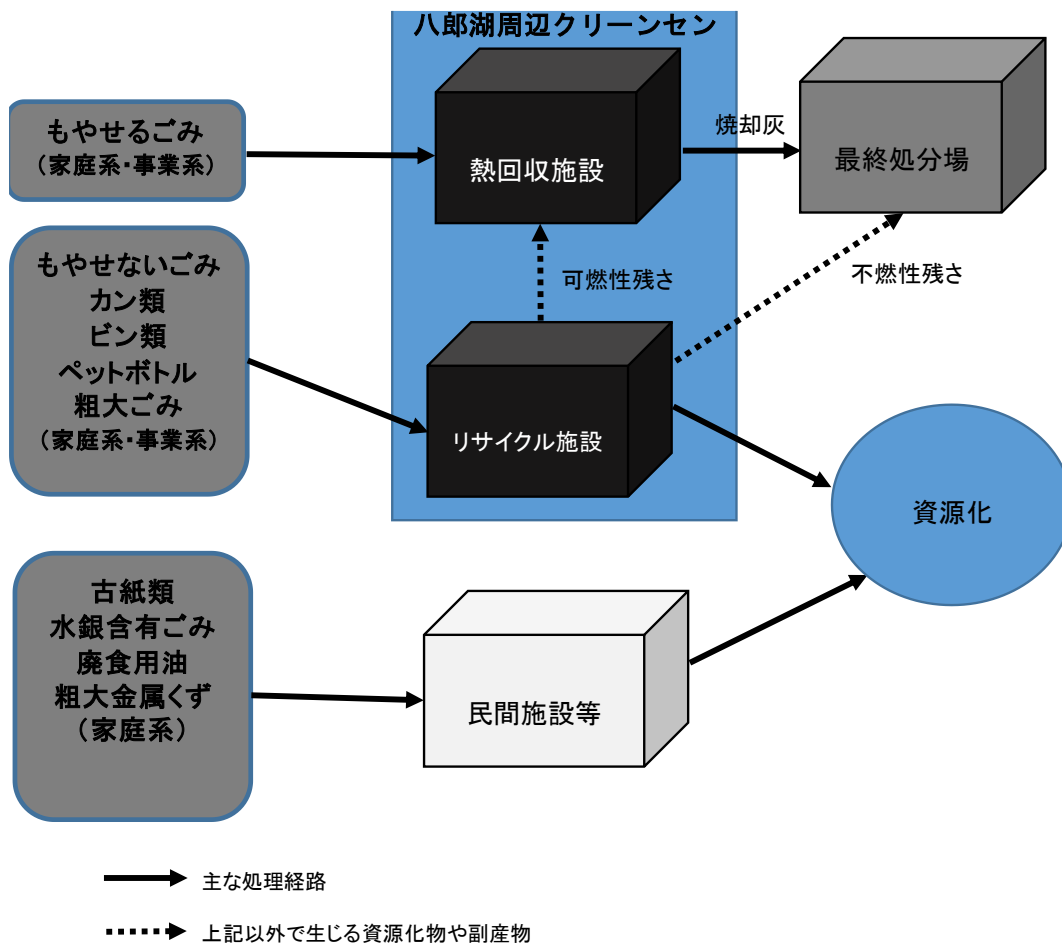 八郎湖周辺クリーンセン
もやせるごみ
（家庭系・事業系）
熱回収施設
焼却灰
最終処分場
もやせないごみ
カン類
ビン類
ペットボトル
粗大ごみ
（家庭系・事業系）
可燃性残さ
不燃性残さ
リサイクル施設
資源化
古紙類
水銀含有ごみ
廃食用油
粗大金属くず
（家庭系）
民間施設等
主な処理経路
上記以外で生じる資源化物や副産物